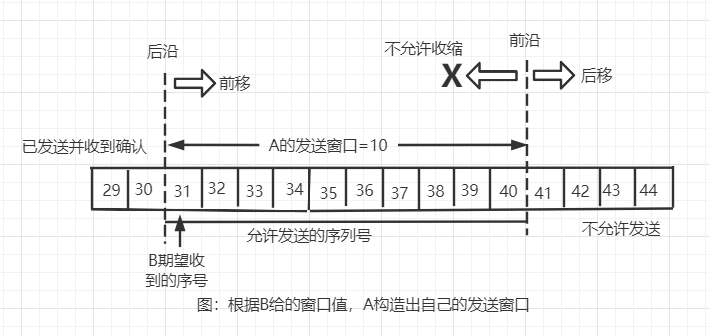 不允许收缩
前沿
后沿
前移
X
后移
已发送并收到确认
A的发送窗口=10
29 30 31 32 33 34 35 36 37 38 39 40 41 42 43 44
允许发送的序列号
不允许发送
B期望收
到的序号
图：根据B给的窗口值，A构造出自己的发送窗口